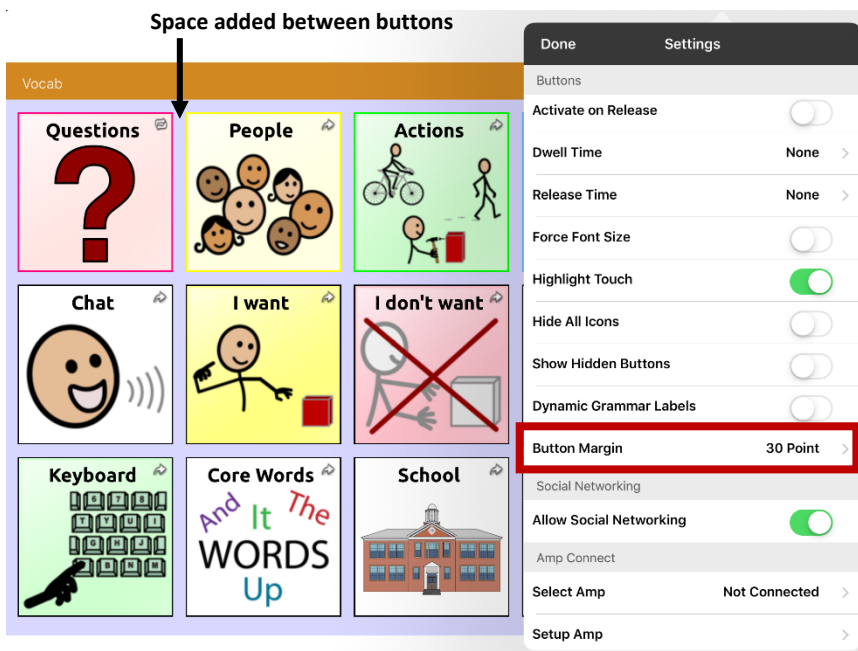 Space added between buttons
Vocab
Questions
People
Actions
Chat
I want
I don't want
Keyboard
6 7 8
T Y U I
G H J
B N M
Core Words
And It The
WORDS
Up
School
Done Settings
Buttons
Activate on Release
Dwell Time None
Release Time None
Force Font Size
Highlight Touch
Hide All Icons
Show Hidden Buttons
Dynamic Grammar Labels
Button Margin 30 Point
Social Networking
Allow Social Networking
Amp Connect
Select Amp Not Connected
Setup Amp